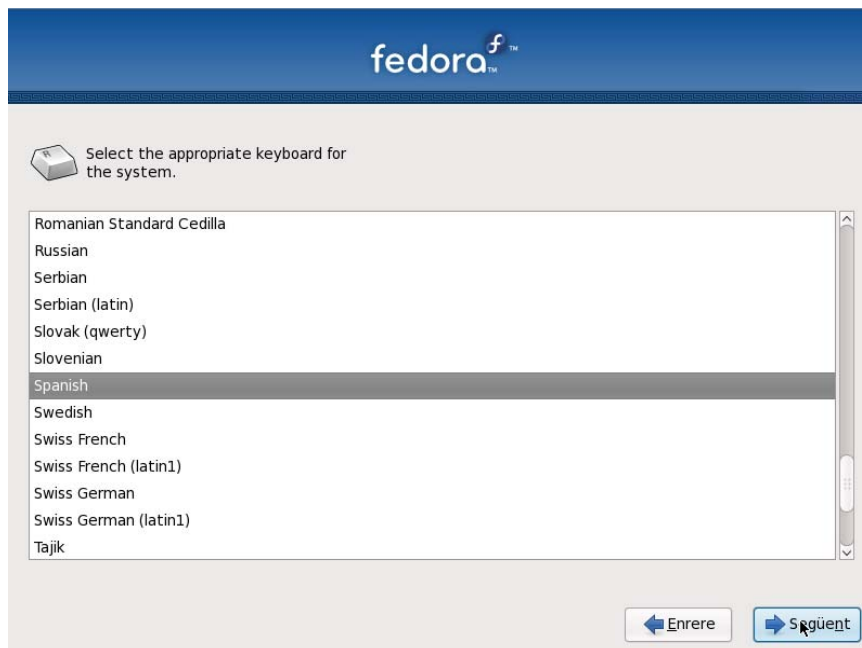 fedora
Select the appropriate keyboard for
the system.
Romanian Standard Cedilla
Russian
Serbian
Serbian (latin)
Slovak (qwerty)
Slovenian
Spanish
Swedish
Swiss French
Swiss French (latin1)
Swiss German
Swiss German (latin1)
Tajik
Enrere
Següent